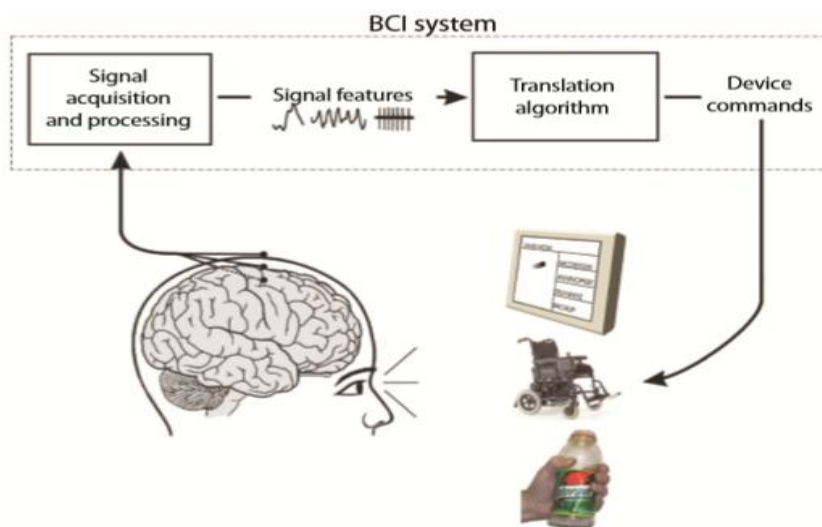 BCI system
Signal
acquisition
and processing
Signal features
Translation
algorithm
Device
commands